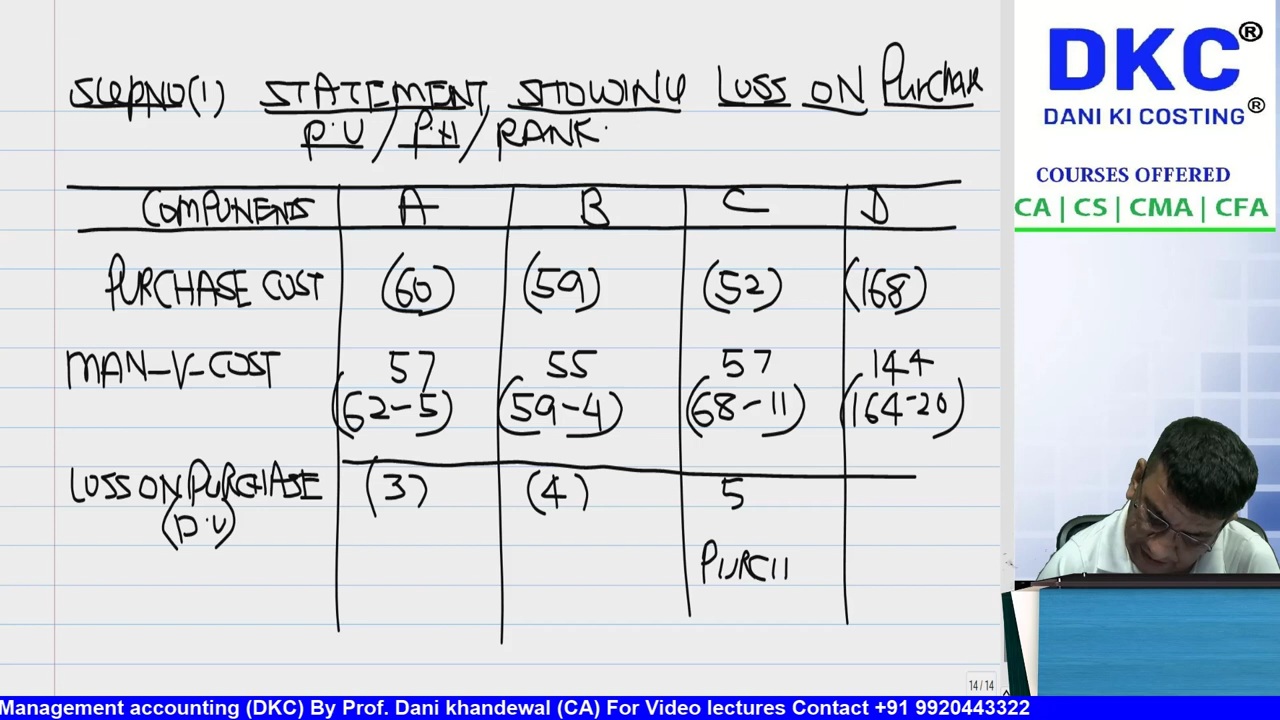 STEPNO(1) STATEMENT SHOWING LOSS ON Purchase
P.U / P.H / RANK.
COMPONENTS A B C D
PURCHASE COST (60) (59) (52) (168)
MAN-V-COST 57 55 57 144
(62-5) (59-4) (68-11) (164-20)
LOSS ON PURCHASE (3) (4) 5
(P.U)
PURCH
14/14
DKC®
DANI KI COSTING®
COURSES OFFERED
CA | CS | CMA | CFA
Management accounting (DKC) By Prof. Dani khandewal (CA) For Video lectures Contact +91 9920443322